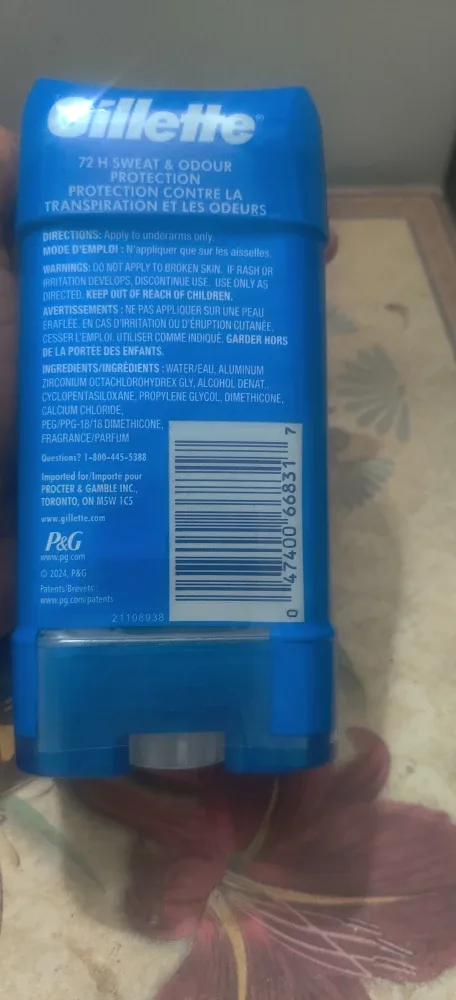 Gillette®
72 H SWEAT & ODOUR
PROTECTION
PROTECTION CONTRE LA
TRANSPIRATION ET LES ODEURS
DIRECTIONS: Apply to underarms only.
MODE D'EMPLOI : N'appliquer que sur les aisselles.
WARNINGS: DO NOT APPLY TO BROKEN SKIN. IF RASH OR
IRRITATION DEVELOPS, DISCONTINUE USE. USE ONLY AS
DIRECTED. KEEP OUT OF REACH OF CHILDREN.
AVERTISSEMENTS : NE PAS APPLIQUER SUR UNE PEAU
ÉRAFLÉE. EN CAS D'IRRITATION OU D'ÉRUPTION CUTANÉE,
CESSER L'EMPLOI. UTILISER COMME INDIQUÉ. GARDER HORS
DE LA PORTÉE DES ENFANTS.
INGREDIENTS/INGRÉDIENTS : WATER/EAU, ALUMINUM
ZIRCONIUM OCTACHLOROHYDREX GLY, ALCOHOL DENAT.,
CYCLOPENTASILOXANE, PROPYLENE GLYCOL, DIMETHICONE,
CALCIUM CHLORIDE,
PEG/PPG-18/18 DIMETHICONE,
FRAGRANCE/PARFUM
Questions? 1-800-445-5388
Imported for/Importé pour
PROCTER & GAMBLE INC.,
TORONTO, ON M5W 1C5
www.gillette.com
P&G
www.pg.com
© 2024, P&G
Patents/Brevets:
www.pg.com/patents
21108938
0 47400 66831 7